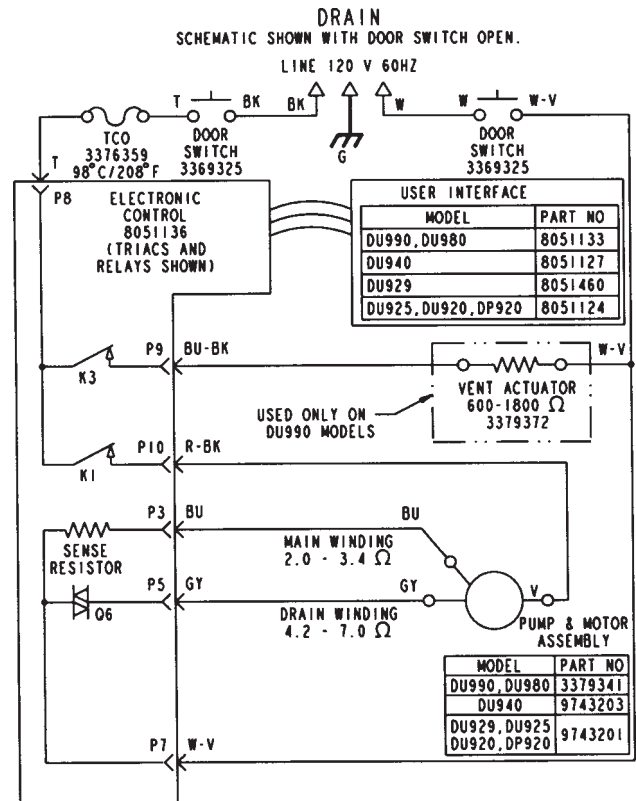 DRAIN
SCHEMATIC SHOWN WITH DOOR SWITCH OPEN.
LINE 120 V 60HZ
T
BK
BK
W
W
W-V
TCO
3376359
98°C/208°F
DOOR
SWITCH
3369325
G
DOOR
SWITCH
3369325
T
P8
ELECTRONIC
CONTROL
8051136
(TRIACS AND
RELAYS SHOWN)
USER INTERFACE
MODEL PART NO
DU990,DU980 8051133
DU940 8051127
DU929 8051460
DU925,DU920,DP920 8051124
K3
P9
BU-BK
W-V
VENT ACTUATOR
600-1800 Ω
3379372
USED ONLY ON
DU990 MODELS
K1
P10
R-BK
P3
BU
BU
SENSE
RESISTOR
MAIN WINDING
2.0 - 3.4 Ω
P5
GY
GY
V
Q6
DRAIN WINDING
4.2 - 7.0 Ω
PUMP & MOTOR
ASSEMBLY
MODEL PART NO
DU990,DU980 3379341
DU940 9743203
DU929,DU925
DU920,DP920 9743201
P7
W-V